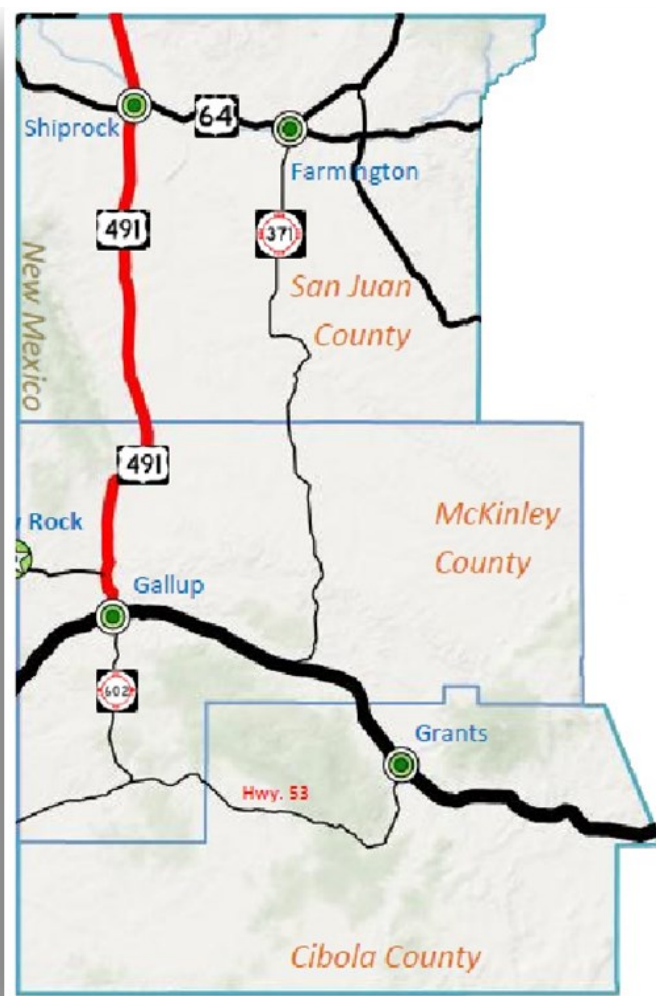 Shiprock
64
Farmington
491
371
New Mexico
San Juan
County
491
Rock
McKinley
County
Gallup
602
Grants
Hwy. 53
Cibola County